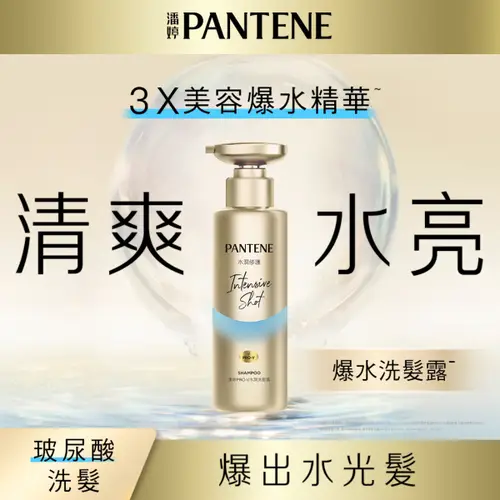 潘婷 PANTENE
3X美容爆水精華~
清爽 水亮
PANTENE
水潤修護
Intensive
Shot
PRO-V
SHAMPOO
爆水洗髮露~
玻尿酸
洗髮
爆出水光髮